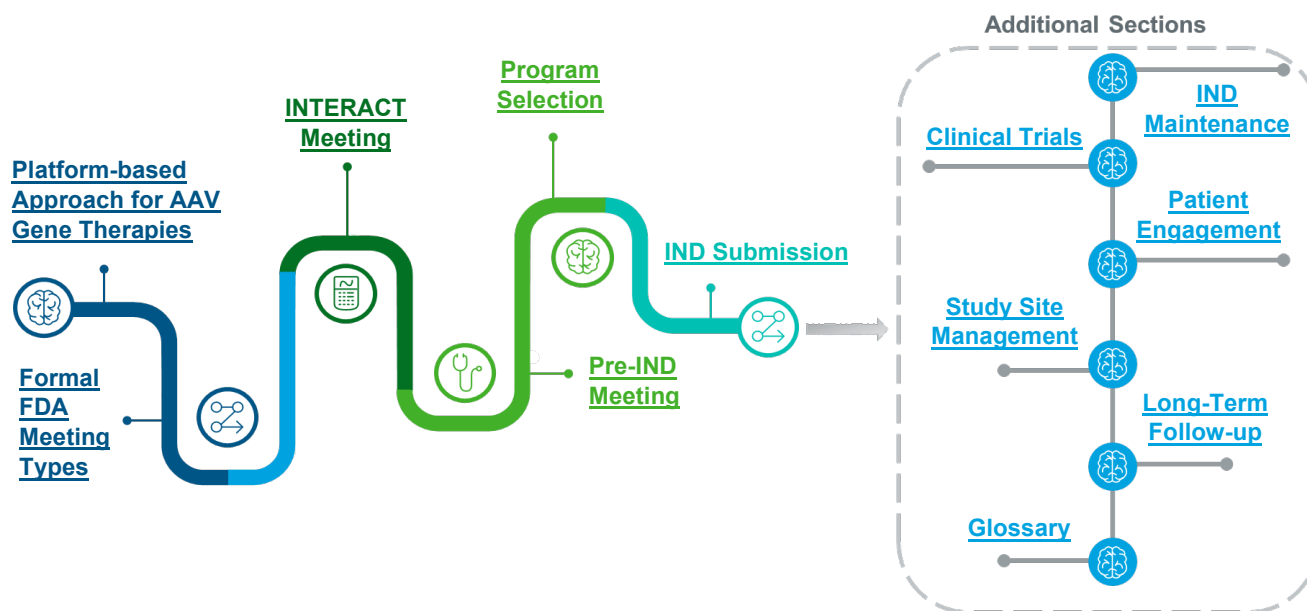 Platform-based
Approach for AAV
Gene Therapies
Formal
FDA
Meeting
Types
INTERACT
Meeting
Pre-IND
Meeting
Program
Selection
IND Submission
Additional Sections
IND
Maintenance
Clinical Trials
Patient
Engagement
Study Site
Management
Long-Term
Follow-up
Glossary